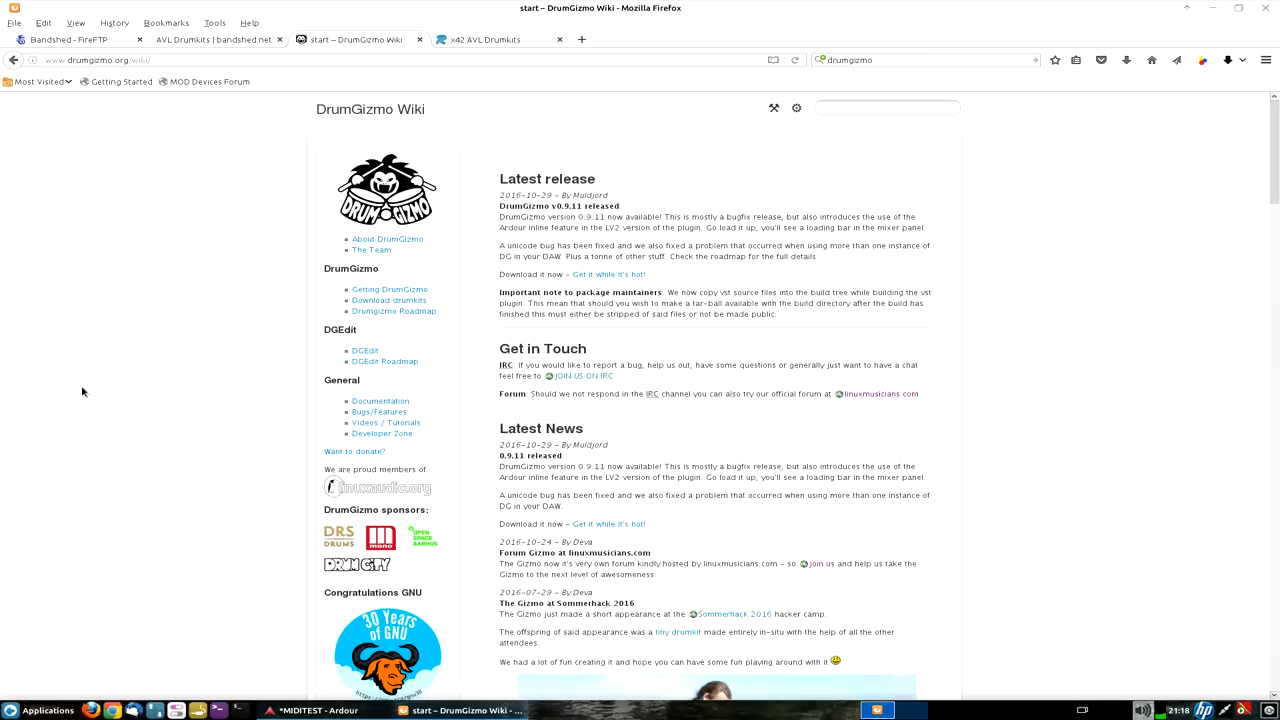 start – DrumGizmo Wiki - Mozilla Firefox
File Edit View History Bookmarks Tools Help
Bandshed - FireFTP × AVL Drumkits | bandshed.net × start – DrumGizmo Wiki × x42 AVL Drumkits × +
www.drumgizmo.org/wiki/ drumgizmo
Most Visited Getting Started MOD Devices Forum
DrumGizmo Wiki
DRUM GIZMO
About DrumGizmo
The Team
DrumGizmo
Getting DrumGizmo
Download drumkits
Drumgizmo Roadmap
DGEdit
DGEdit
DGEdit Roadmap
General
Documentation
Bugs/Features
Videos / Tutorials
Developer Zone
Want to donate?
We are proud members of
linuxaudio.org
DrumGizmo sponsors:
DRS DRUMS
mono
OPEN SPACE AARHUS
DRUM CITY
Congratulations GNU
30 Years
of GNU
Latest release
2016-10-29 – By Muldjord
DrumGizmo v0.9.11 released
DrumGizmo version 0.9.11 now available! This is mostly a bugfix release, but also introduces the use of the
Ardour inline feature in the LV2 version of the plugin. Go load it up, you'll see a loading bar in the mixer panel.
A unicode bug has been fixed and we also fixed a problem that occurred when using more than one instance of
DG in your DAW. Plus a tonne of other stuff. Check the roadmap for the full details.
Download it now – Get it while it's hot!
Important note to package maintainers: We now copy vst source files into the build tree while building the vst
plugin. This mean that should you wish to make a tar-ball available with the build directory after the build has
finished this must either be stripped of said files or not be made public.
Get in Touch
IRC: If you would like to report a bug, help us out, have some questions or generally just want to have a chat
feel free to JOIN US ON IRC
Forum: Should we not respond in the IRC channel you can also try our official forum at linuxmusicians.com
Latest News
2016-10-29 – By Muldjord
0.9.11 released
DrumGizmo version 0.9.11 now available! This is mostly a bugfix release, but also introduces the use of the
Ardour inline feature in the LV2 version of the plugin. Go load it up, you'll see a loading bar in the mixer panel.
A unicode bug has been fixed and we also fixed a problem that occurred when using more than one instance of
DG in your DAW.
Download it now – Get it while it's hot!
2016-10-24 – By Deva
Forum Gizmo at linuxmusicians.com
The Gizmo now it's very own forum kindly hosted by linuxmusicians.com – so join us and help us take the
Gizmo to the next level of awesomeness
2016-07-29 – By Deva
The Gizmo at Sommerhack 2016
The Gizmo just made a short appearance at the Sommerhack 2016 hacker camp.
The offspring of said appearance was a tiny drumkit made entirely in-situ with the help of all the other
attendees.
We had a lot of fun creating it and hope you can have some fun playing around with it
Applications *MIDITEST - Ardour start – DrumGizmo Wiki - ... hp 21:18